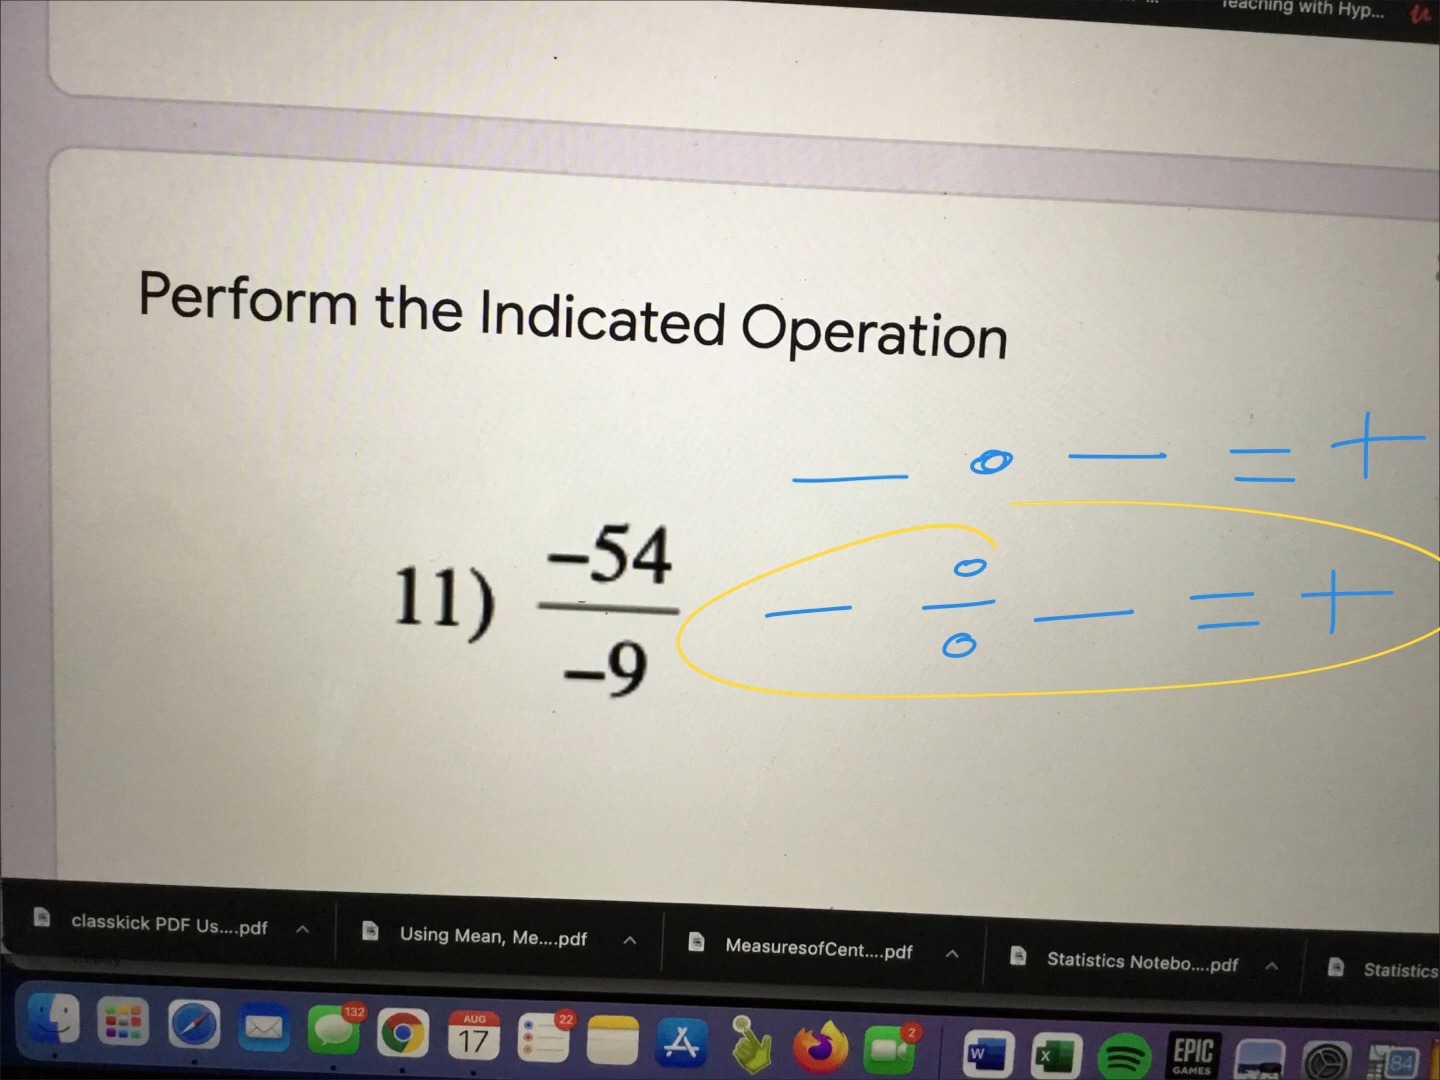 Teaching with Hyp...
Perform the Indicated Operation
− • − = +
11) −54
−9
− ÷ − = +
classkick PDF Us....pdf
Using Mean, Me....pdf
MeasuresofCent....pdf
Statistics Notebo....pdf
Statistics
132
AUG
17
22
2
W
X
EPIC
GAMES
84